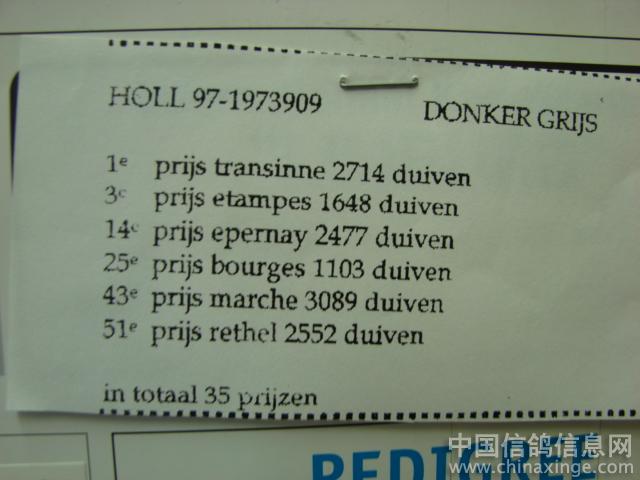 HOLL 97-1973909 DONKER GRIJS
1e prijs transinne 2714 duiven
3e prijs etampes 1648 duiven
14e prijs epernay 2477 duiven
25e prijs bourges 1103 duiven
43e prijs marche 3089 duiven
51e prijs rethel 2552 duiven
in totaal 35 prijzen
PEDIGREE
中国信鸽信息网
www.chinaxinge.com